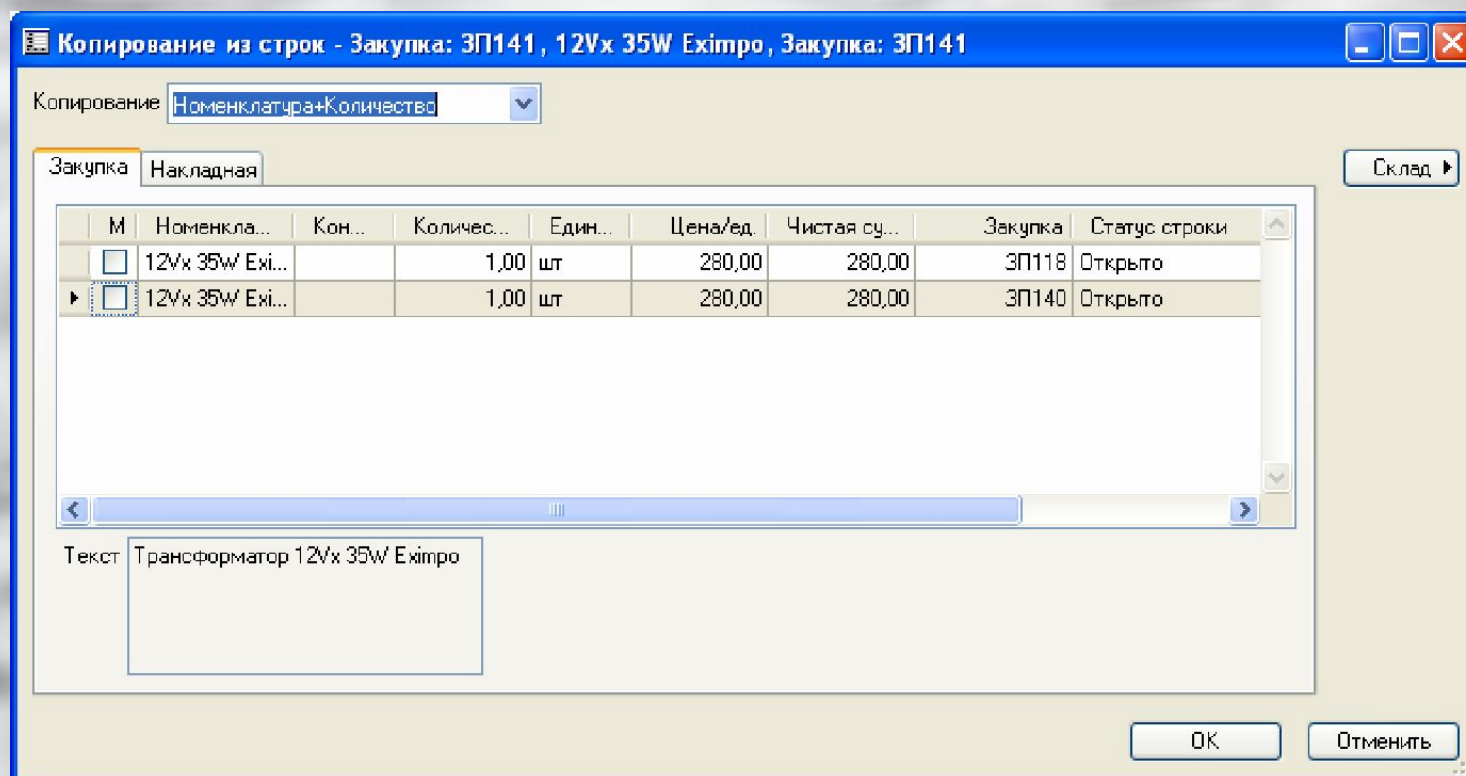 Копирование из строк - Закупка: ЗП141, 12Vx 35W Eximpo, Закупка: ЗП141
Копирование Номенклатура+Количество
Закупка Накладная
Склад
М Номенкла... Кон... Количес... Един... Цена/ед. Чистая су... Закупка Статус строки
12Vx 35W Exi... 1,00 шт 280,00 280,00 ЗП118 Открыто
12Vx 35W Exi... 1,00 шт 280,00 280,00 ЗП140 Открыто
Текст Трансформатор 12Vx 35W Eximpo
OK Отменить